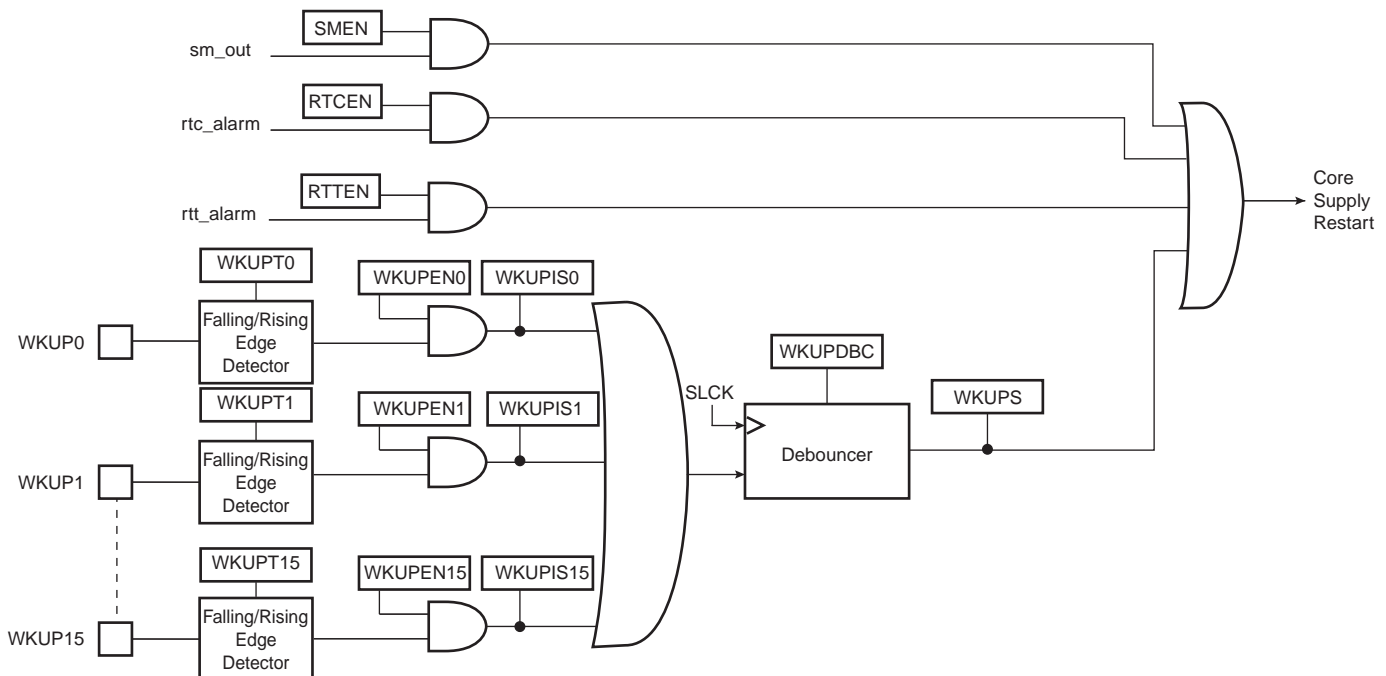 SMEN
sm_out
RTCEN
rtc_alarm
RTTEN
rtt_alarm
Core
Supply
Restart
WKUPT0
WKUPEN0
WKUPIS0
Falling/Rising
Edge
Detector
WKUP0
WKUPDBC
WKUPT1
WKUPEN1
WKUPIS1
SLCK
WKUPS
Falling/Rising
Edge
Detector
Debouncer
WKUP1
WKUPT15
WKUPEN15
WKUPIS15
Falling/Rising
Edge
Detector
WKUP15